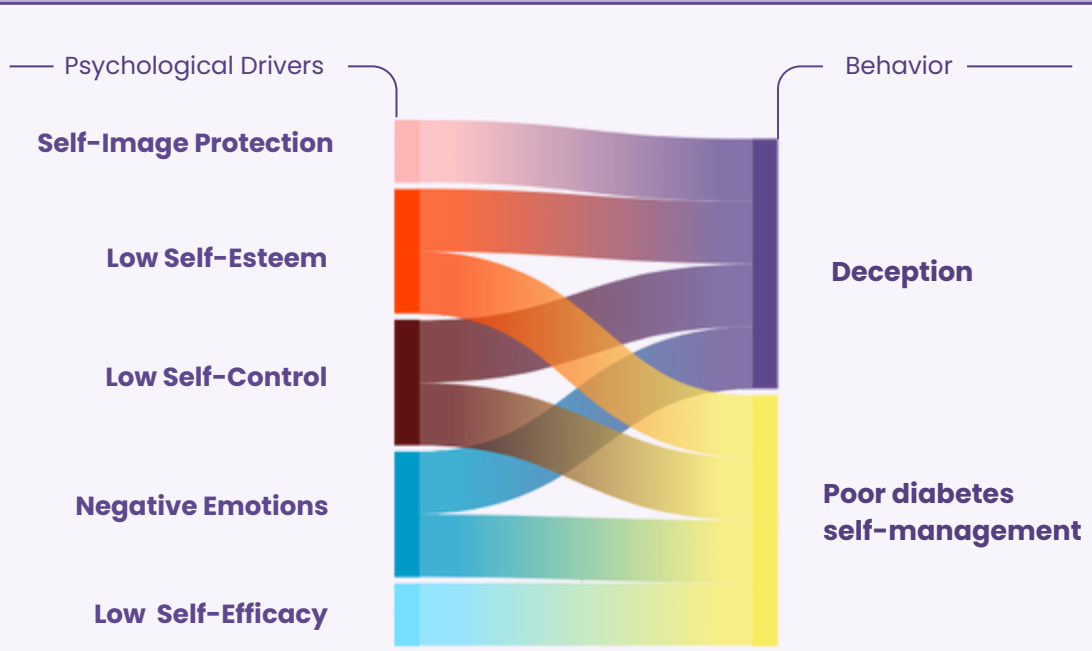 Psychological Drivers
Behavior
Self-Image Protection
Low Self-Esteem
Deception
Low Self-Control
Negative Emotions
Poor diabetes
self-management
Low Self-Efficacy